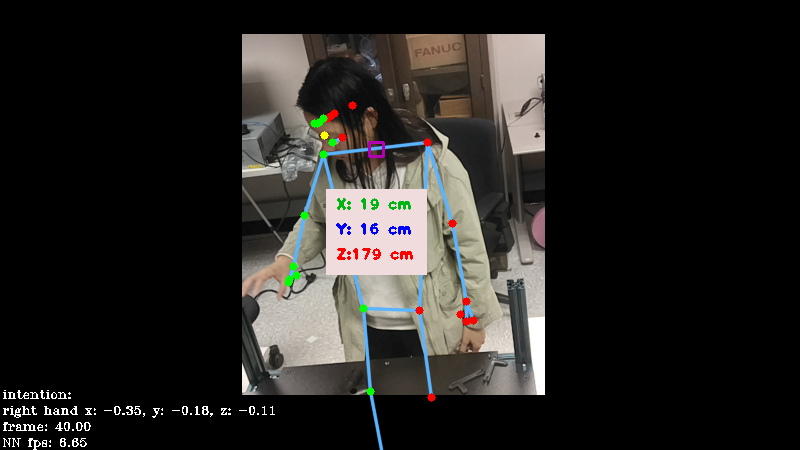 FANUC
X: 19 cm
Y: 16 cm
Z:179 cm
intention:
right hand x: −0.35, y: −0.18, z: −0.11
frame: 40.00
NN fps: 8.65